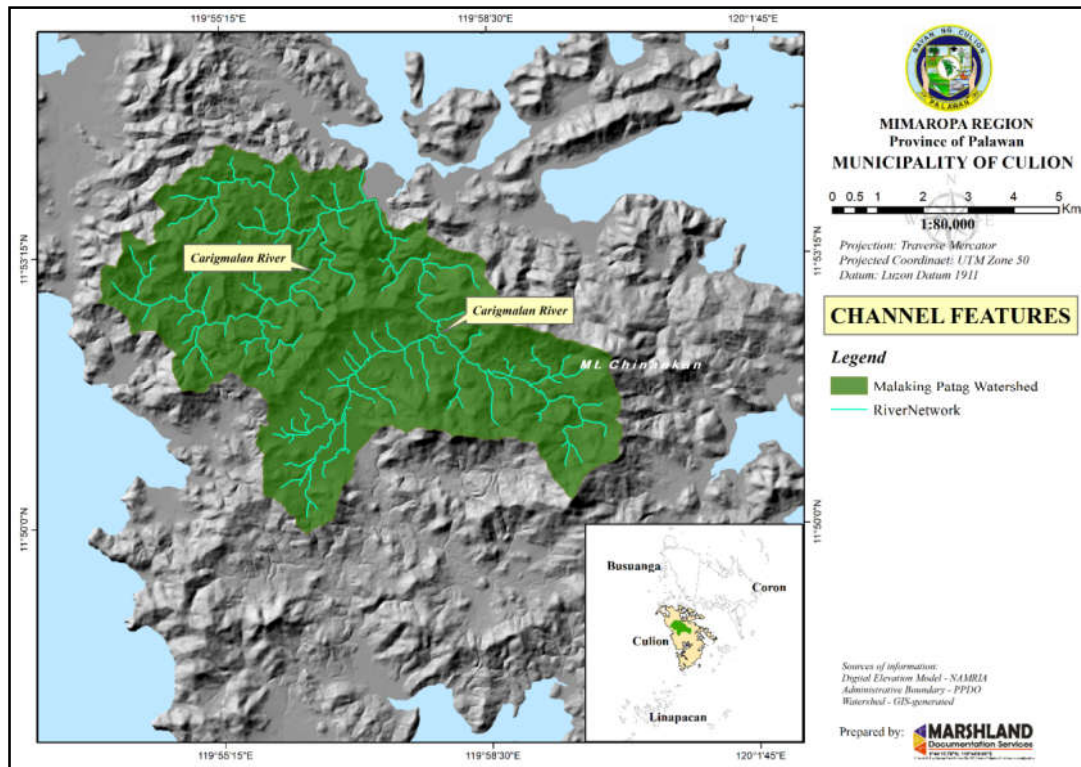 119°55'15"E
119°58'30"E
120°1'45"E
11°53'15"N
11°50'0"N
Carigmalan River
Carigmalan River
11°53'15"N
11°50'0"N
119°55'15"E
119°58'30"E
120°1'45"E
Busuanga
Coron
Culion
Linapacan
BAYAN NG CULION
PALAWAN
MIMAROPA REGION
Province of Palawan
MUNICIPALITY OF CULION
N
0 0.5 1 2 3 4 5
Km
W E
1:80,000
Projection: Traverse Mercator
Projected Coordinaet: UTM Zone 50
Datum: Luzon Datum 1911
CHANNEL FEATURES
Legend
Malaking Patag Watershed
RiverNetwork
Sources of information:
Digital Elevation Model - NAMRIA
Administrative Boundary - PPDO
Watershed - GIS-generated
Prepared by:
MARSHLAND
Documentation Services